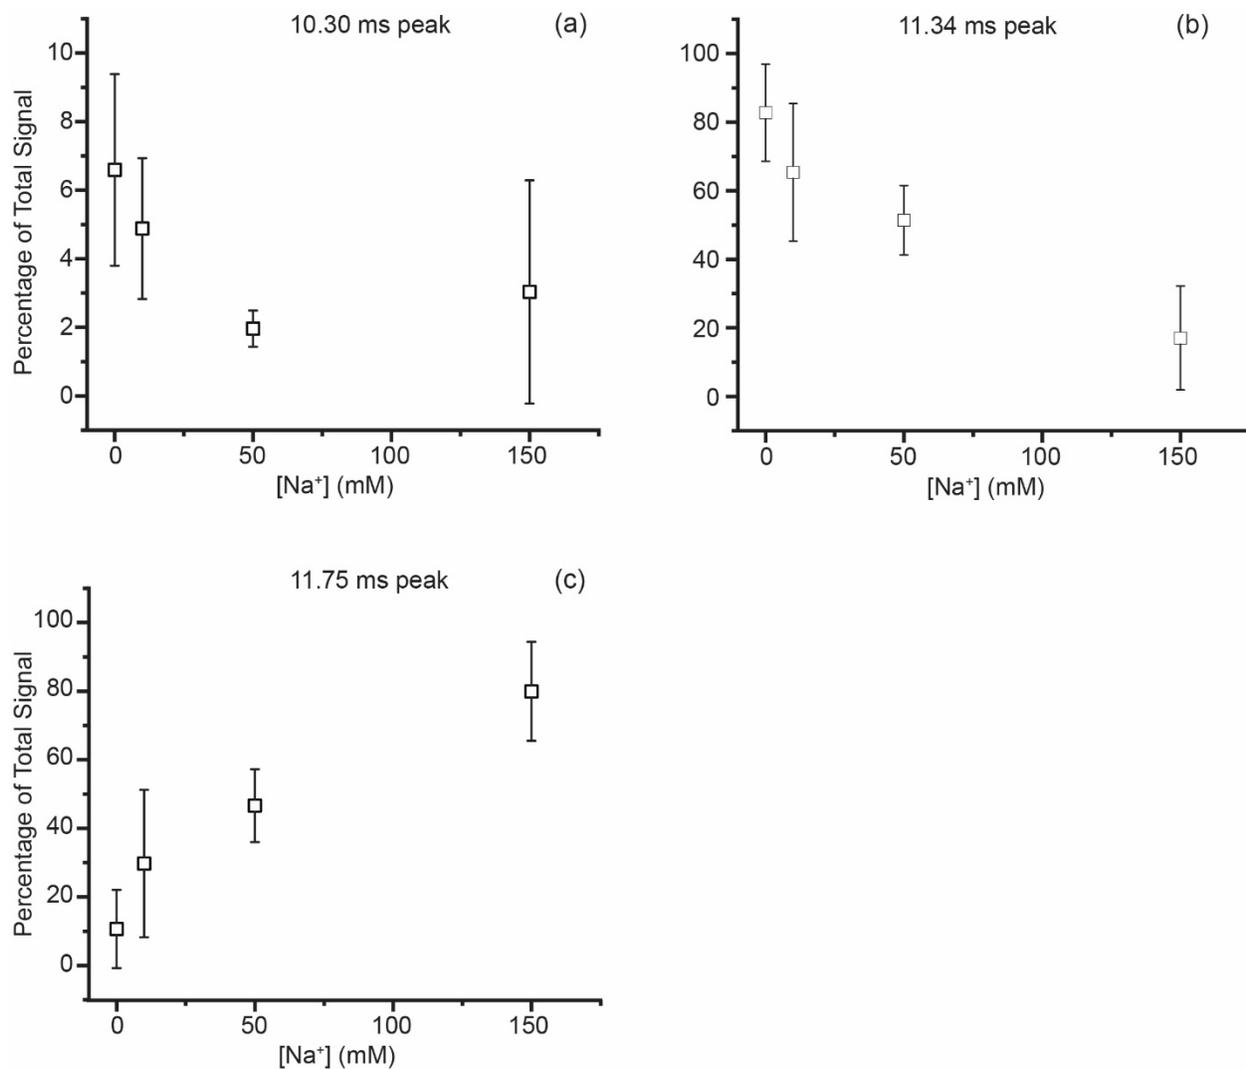 10.30 ms peak
(a)
Percentage of Total Signal
10
8
6
4
2
0
0 50 100 150
[Na⁺] (mM)
11.34 ms peak
(b)
100
80
60
40
20
0
0 50 100 150
[Na⁺] (mM)
11.75 ms peak
(c)
Percentage of Total Signal
100
80
60
40
20
0
0 50 100 150
[Na⁺] (mM)